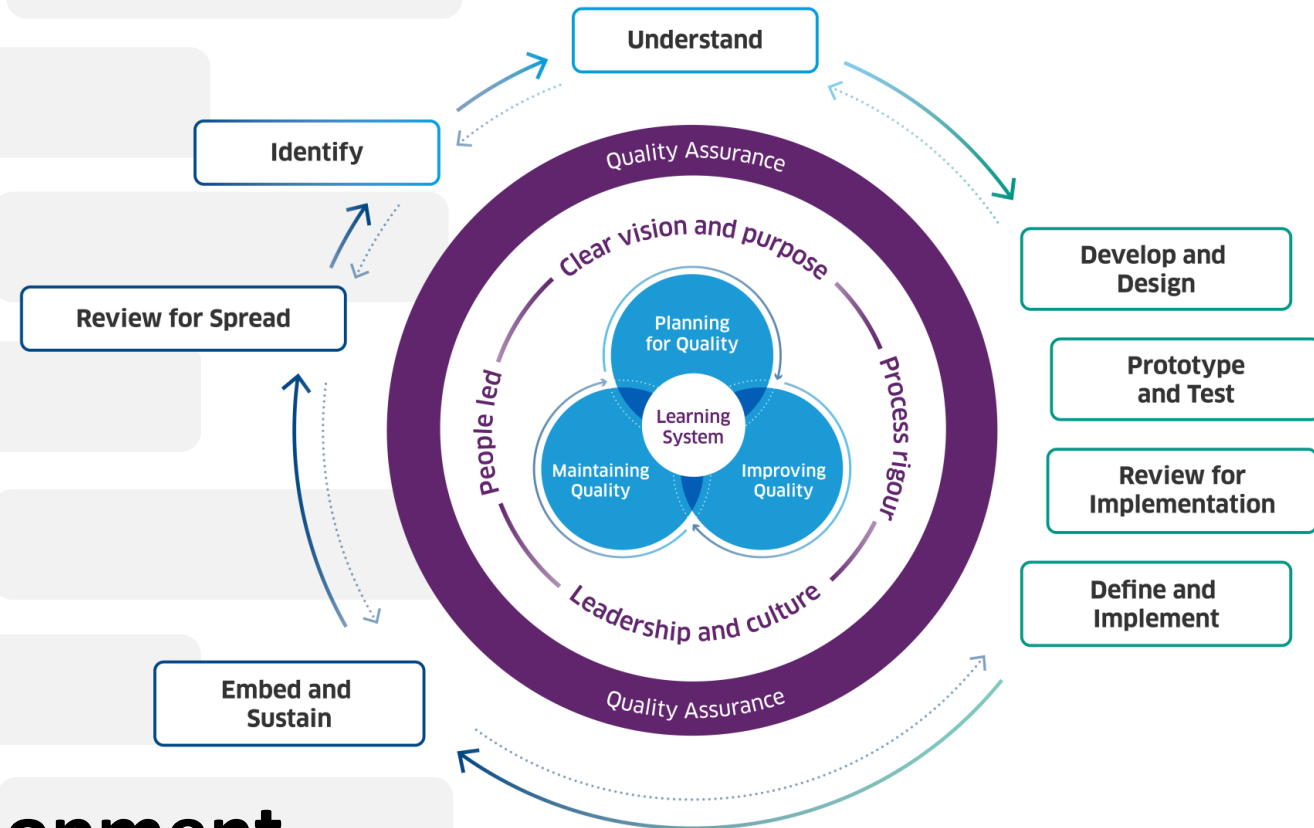 Understand
Identify
Quality Assurance
Clear vision and purpose
Develop and
Design
Review for Spread
Planning
for Quality
Prototype
and Test
People led
Process rigour
Learning
System
Maintaining
Quality
Improving
Quality
Review for
Implementation
Define and
Implement
Leadership and culture
Embed and
Sustain
Quality Assurance
onment